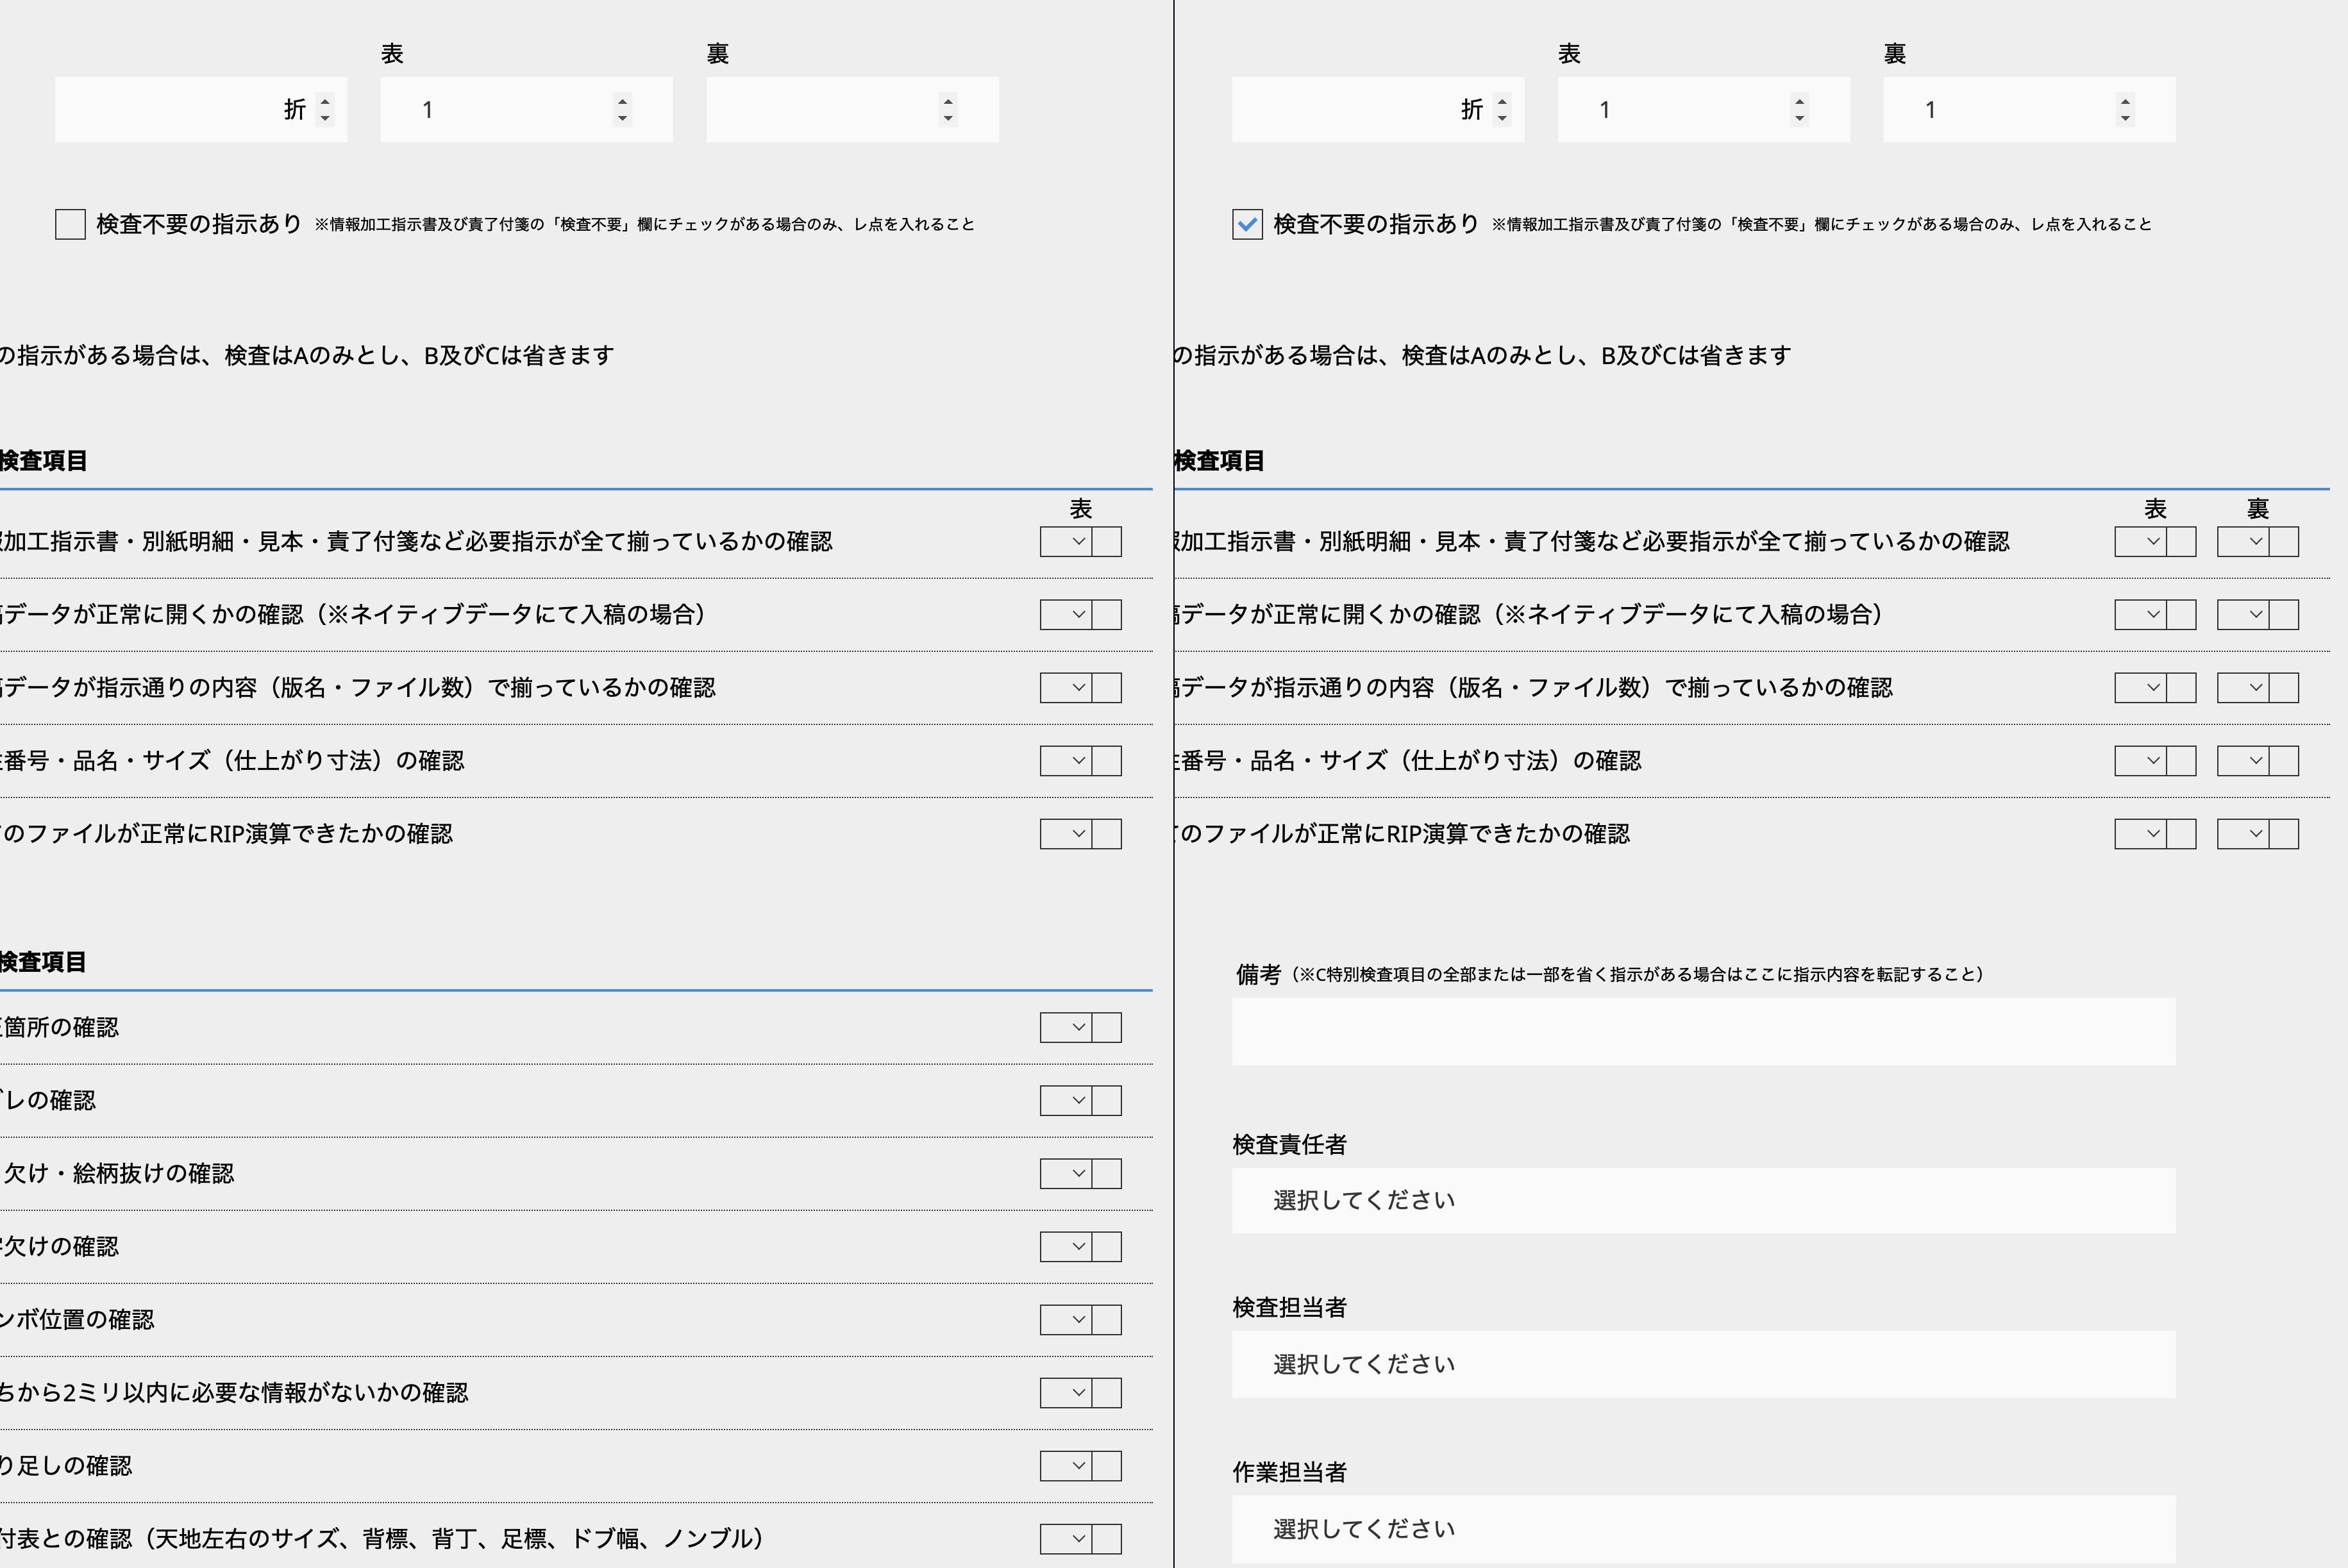 表 裏
折 1
検査不要の指示あり ※情報加工指示書及び責了付箋の「検査不要」欄にチェックがある場合のみ、レ点を入れること
の指示がある場合は、検査はAのみとし、B及びCは省きます
検査項目
表
加工指示書・別紙明細・見本・責了付箋など必要指示が全て揃っているかの確認
データが正常に開くかの確認（※ネイティブデータにて入稿の場合）
データが指示通りの内容（版名・ファイル数）で揃っているかの確認
番号・品名・サイズ（仕上がり寸法）の確認
のファイルが正常にRIP演算できたかの確認
検査項目
箇所の確認
レの確認
欠け・絵柄抜けの確認
欠けの確認
ンボ位置の確認
ちから2ミリ以内に必要な情報がないかの確認
り足しの確認
付表との確認（天地左右のサイズ、背標、背丁、足標、ドブ幅、ノンブル）
表 裏
折 1 1
検査不要の指示あり ※情報加工指示書及び責了付箋の「検査不要」欄にチェックがある場合のみ、レ点を入れること
の指示がある場合は、検査はAのみとし、B及びCは省きます
検査項目
表 裏
加工指示書・別紙明細・見本・責了付箋など必要指示が全て揃っているかの確認
データが正常に開くかの確認（※ネイティブデータにて入稿の場合）
データが指示通りの内容（版名・ファイル数）で揃っているかの確認
番号・品名・サイズ（仕上がり寸法）の確認
のファイルが正常にRIP演算できたかの確認
備考（※C特別検査項目の全部または一部を省く指示がある場合はここに指示内容を転記すること）
検査責任者
選択してください
検査担当者
選択してください
作業担当者
選択してください